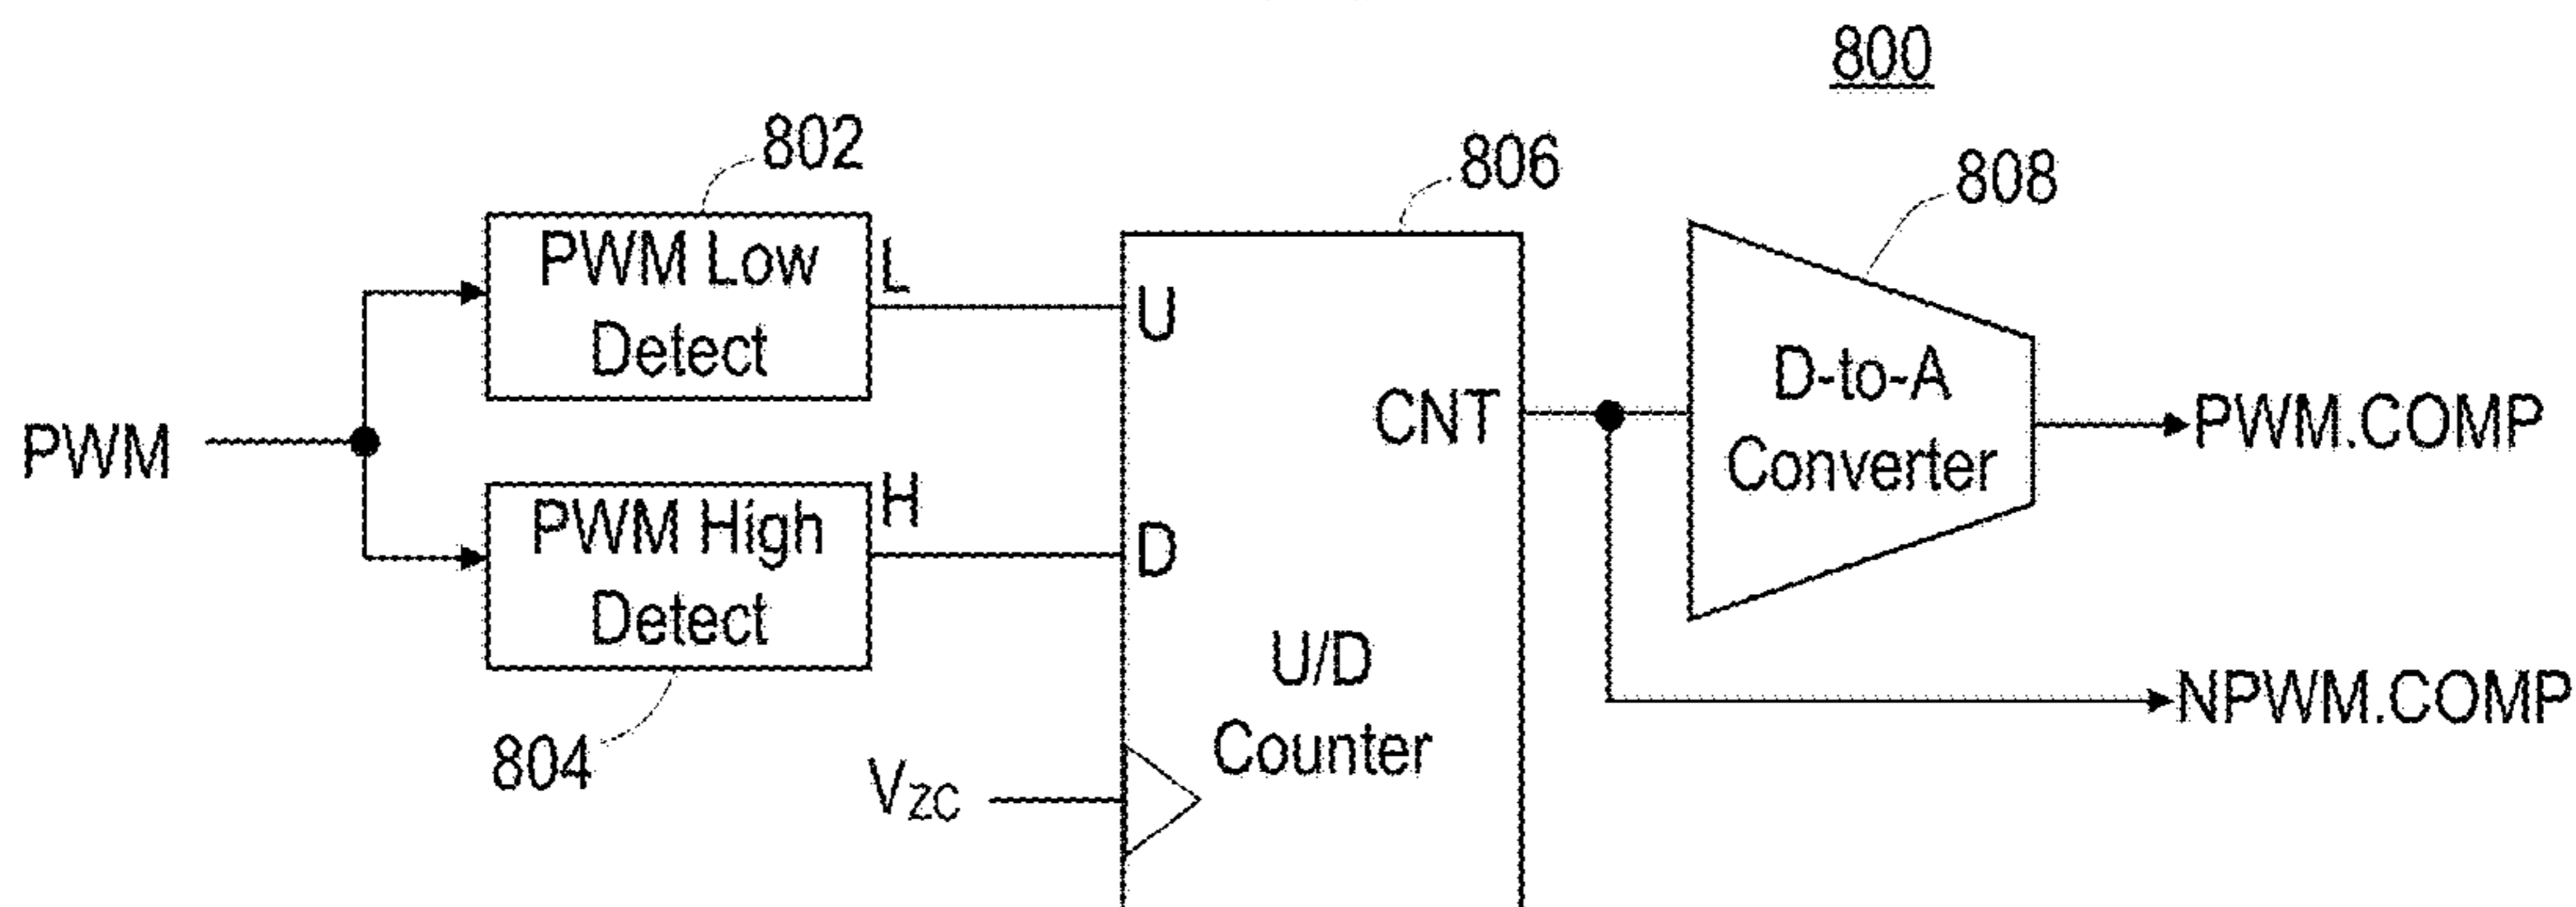 800
802
806
808
PWM Low
Detect
L
U
D-to-A
Converter
CNT
PWM
PWM.COMP
PWM High
Detect
H
D
U/D
Counter
NPWM.COMP
804
VZC